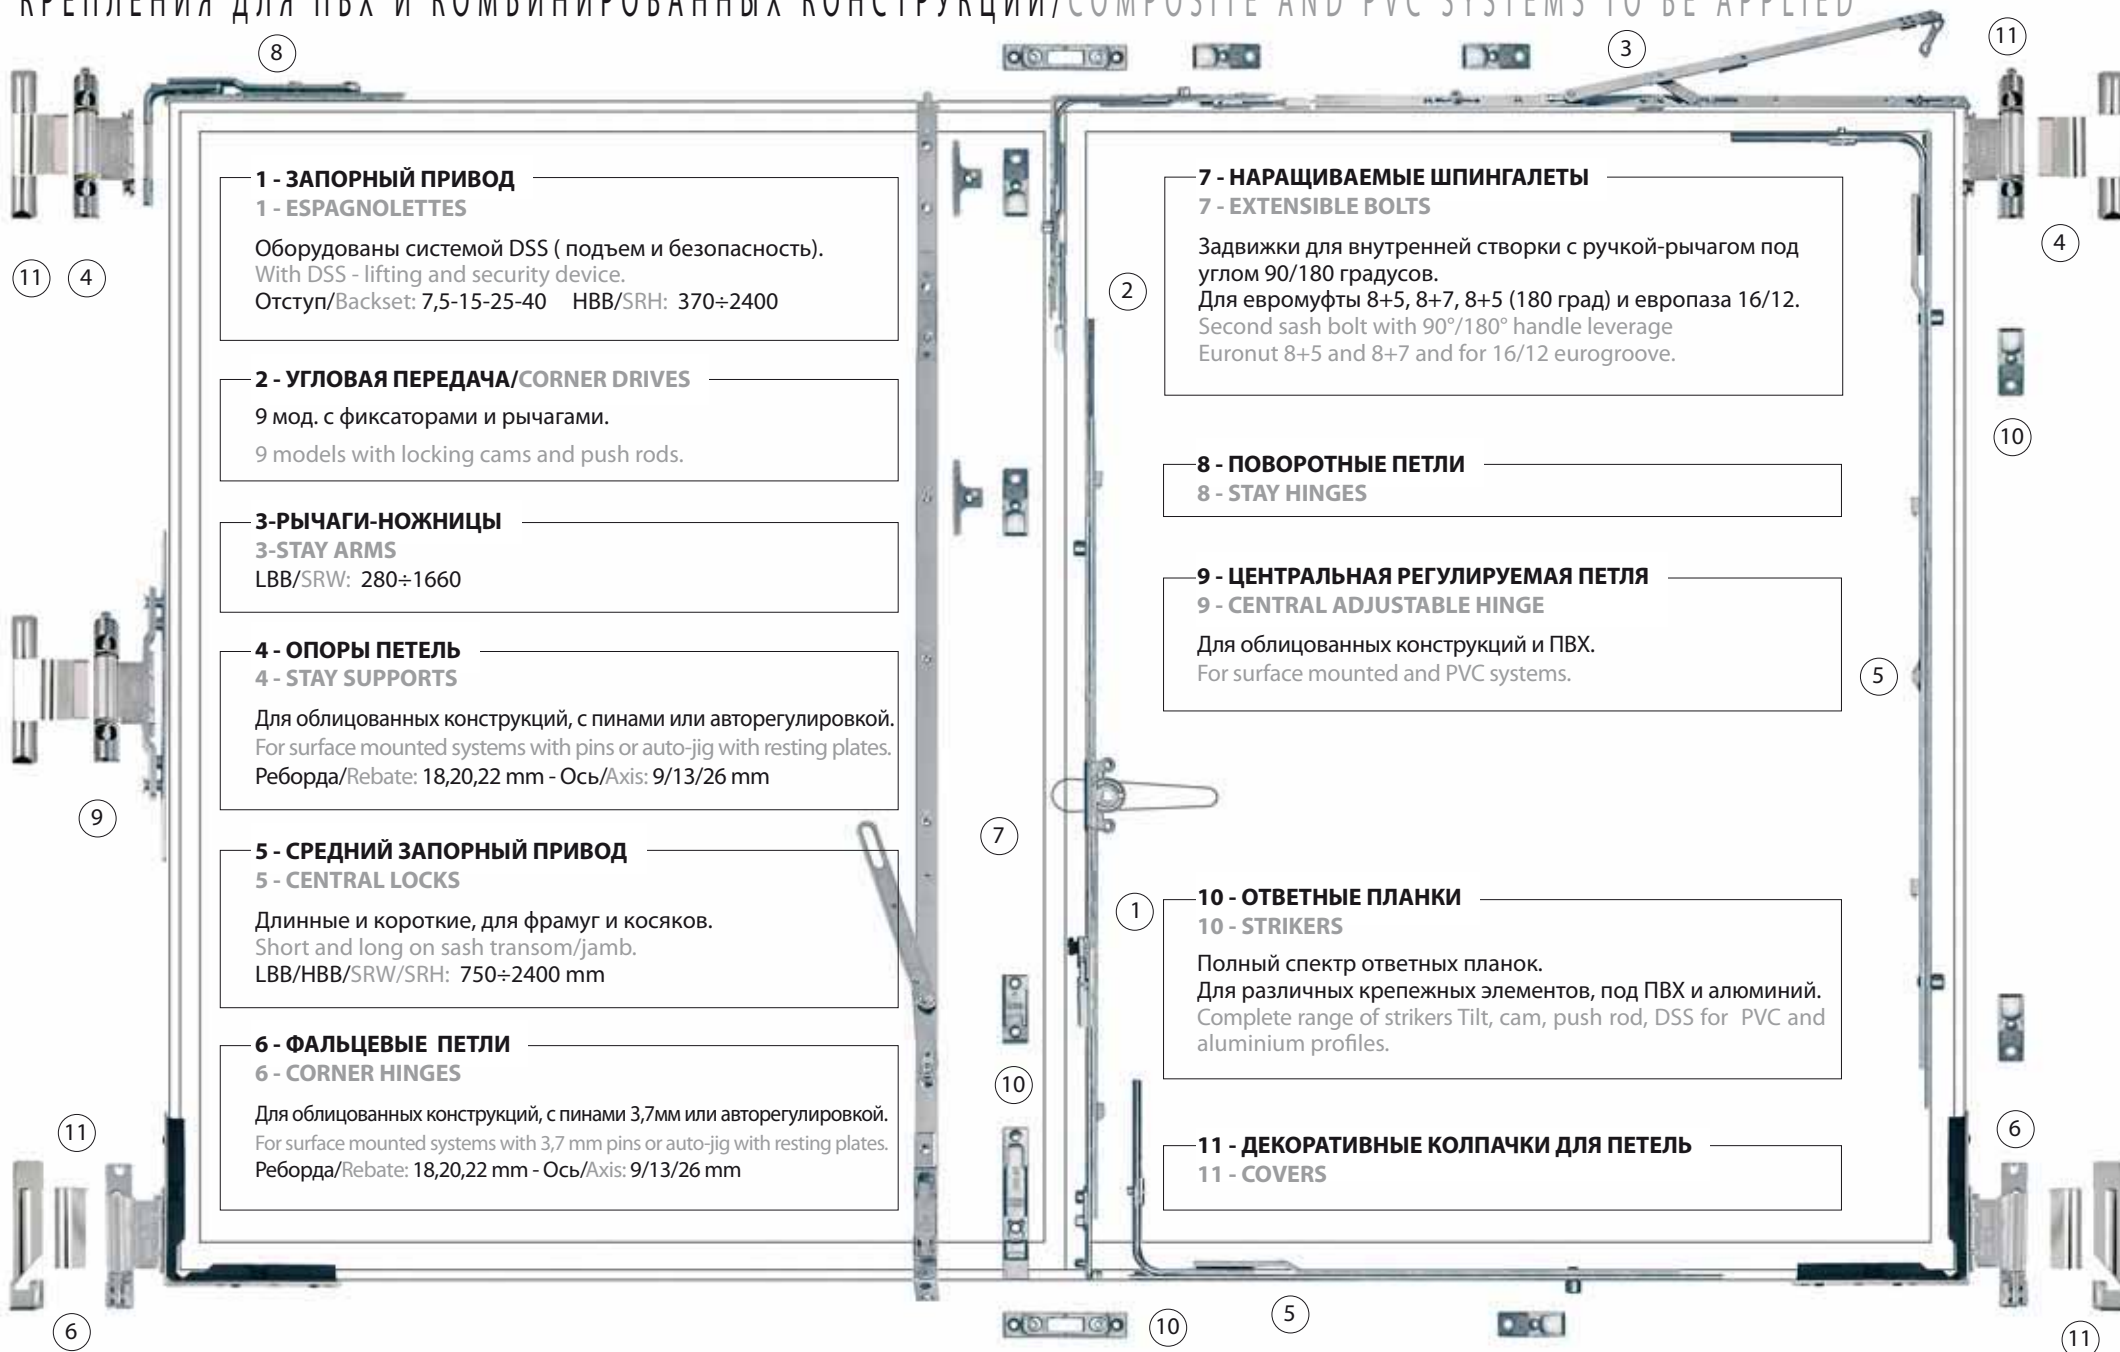 КРЕПЛЕНИЯ ДЛЯ ПВХ И КОМБИНИРОВАННЫХ КОНСТРУКЦИЙ/COMPOSITE AND PVC SYSTEMS TO BE APPLIED
8
3
11
11
4
2
4
10
5
9
7
1
10
11
6
6
10
5
11
1 - ЗАПОРНЫЙ ПРИВОД
1 - ESPAGNOLETTES
Оборудованы системой DSS ( подъем и безопасность).
With DSS - lifting and security device.
Отступ/Backset: 7,5-15-25-40 HBB/SRH: 370÷2400
2 - УГЛОВАЯ ПЕРЕДАЧА/CORNER DRIVES
9 мод. с фиксаторами и рычагами.
9 models with locking cams and push rods.
3-РЫЧАГИ-НОЖНИЦЫ
3-STAY ARMS
LBB/SRW: 280÷1660
4 - ОПОРЫ ПЕТЕЛЬ
4 - STAY SUPPORTS
Для облицованных конструкций, с пинами или авторегулировкой.
For surface mounted systems with pins or auto-jig with resting plates.
Реборда/Rebate: 18,20,22 mm - Ось/Axis: 9/13/26 mm
5 - СРЕДНИЙ ЗАПОРНЫЙ ПРИВОД
5 - CENTRAL LOCKS
Длинные и короткие, для фрамуг и косяков.
Short and long on sash transom/jamb.
LBB/HBB/SRW/SRH: 750÷2400 mm
6 - ФАЛЬЦЕВЫЕ ПЕТЛИ
6 - CORNER HINGES
Для облицованных конструкций, с пинами 3,7мм или авторегулировкой.
For surface mounted systems with 3,7 mm pins or auto-jig with resting plates.
Реборда/Rebate: 18,20,22 mm - Ось/Axis: 9/13/26 mm
7 - НАРАЩИВАЕМЫЕ ШПИНГАЛЕТЫ
7 - EXTENSIBLE BOLTS
Задвижки для внутренней створки с ручкой-рычагом под
углом 90/180 градусов.
Для евромуфты 8+5, 8+7, 8+5 (180 град) и европаза 16/12.
Second sash bolt with 90°/180° handle leverage
Euronut 8+5 and 8+7 and for 16/12 eurogroove.
8 - ПОВОРОТНЫЕ ПЕТЛИ
8 - STAY HINGES
9 - ЦЕНТРАЛЬНАЯ РЕГУЛИРУЕМАЯ ПЕТЛЯ
9 - CENTRAL ADJUSTABLE HINGE
Для облицованных конструкций и ПВХ.
For surface mounted and PVC systems.
10 - ОТВЕТНЫЕ ПЛАНКИ
10 - STRIKERS
Полный спектр ответных планок.
Для различных крепежных элементов, под ПВХ и алюминий.
Complete range of strikers Tilt, cam, push rod, DSS for PVC and
aluminium profiles.
11 - ДЕКОРАТИВНЫЕ КОЛПАЧКИ ДЛЯ ПЕТЕЛЬ
11 - COVERS